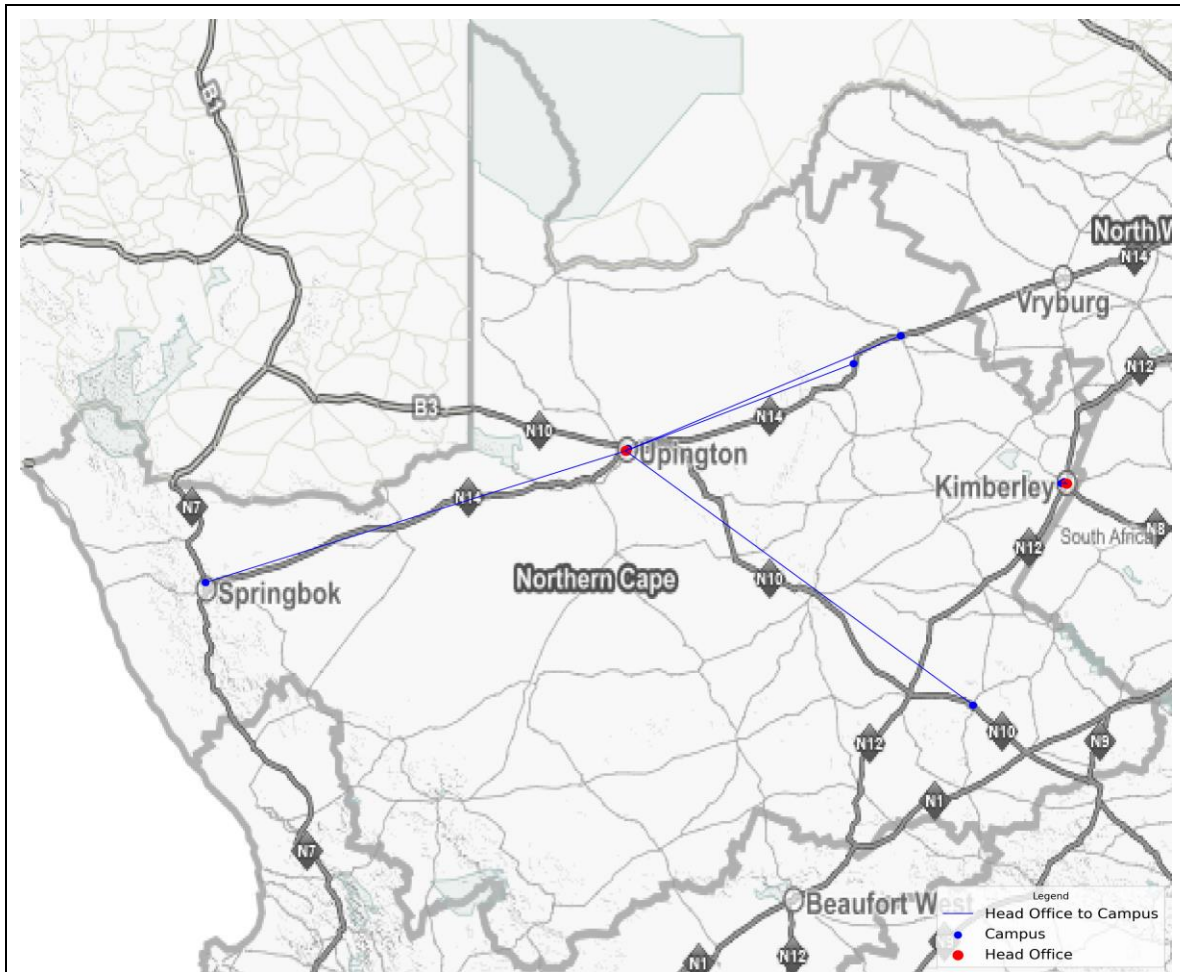 B1
North W
N14
Vryburg
N12
B3
N10
N14
Upington
Kimberley
N7
N14
N8
South Africa
N12
Springbok
Northern Cape
N10
N12
N10
N9
N1
N7
Beaufort West
Legend
Head Office to Campus
Campus
Head Office
N1
N12